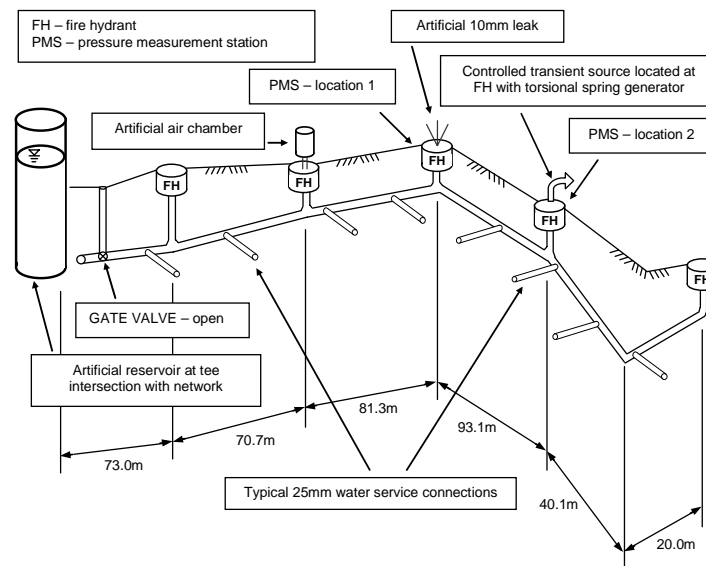 FH – fire hydrant
PMS – pressure measurement station
Artificial 10mm leak
PMS – location 1
Controlled transient source located at
FH with torsional spring generator
Artificial air chamber
PMS – location 2
FH
FH
FH
FH
FH
GATE VALVE – open
Artificial reservoir at tee
intersection with network
81.3m
70.7m
93.1m
73.0m
Typical 25mm water service connections
40.1m
20.0m